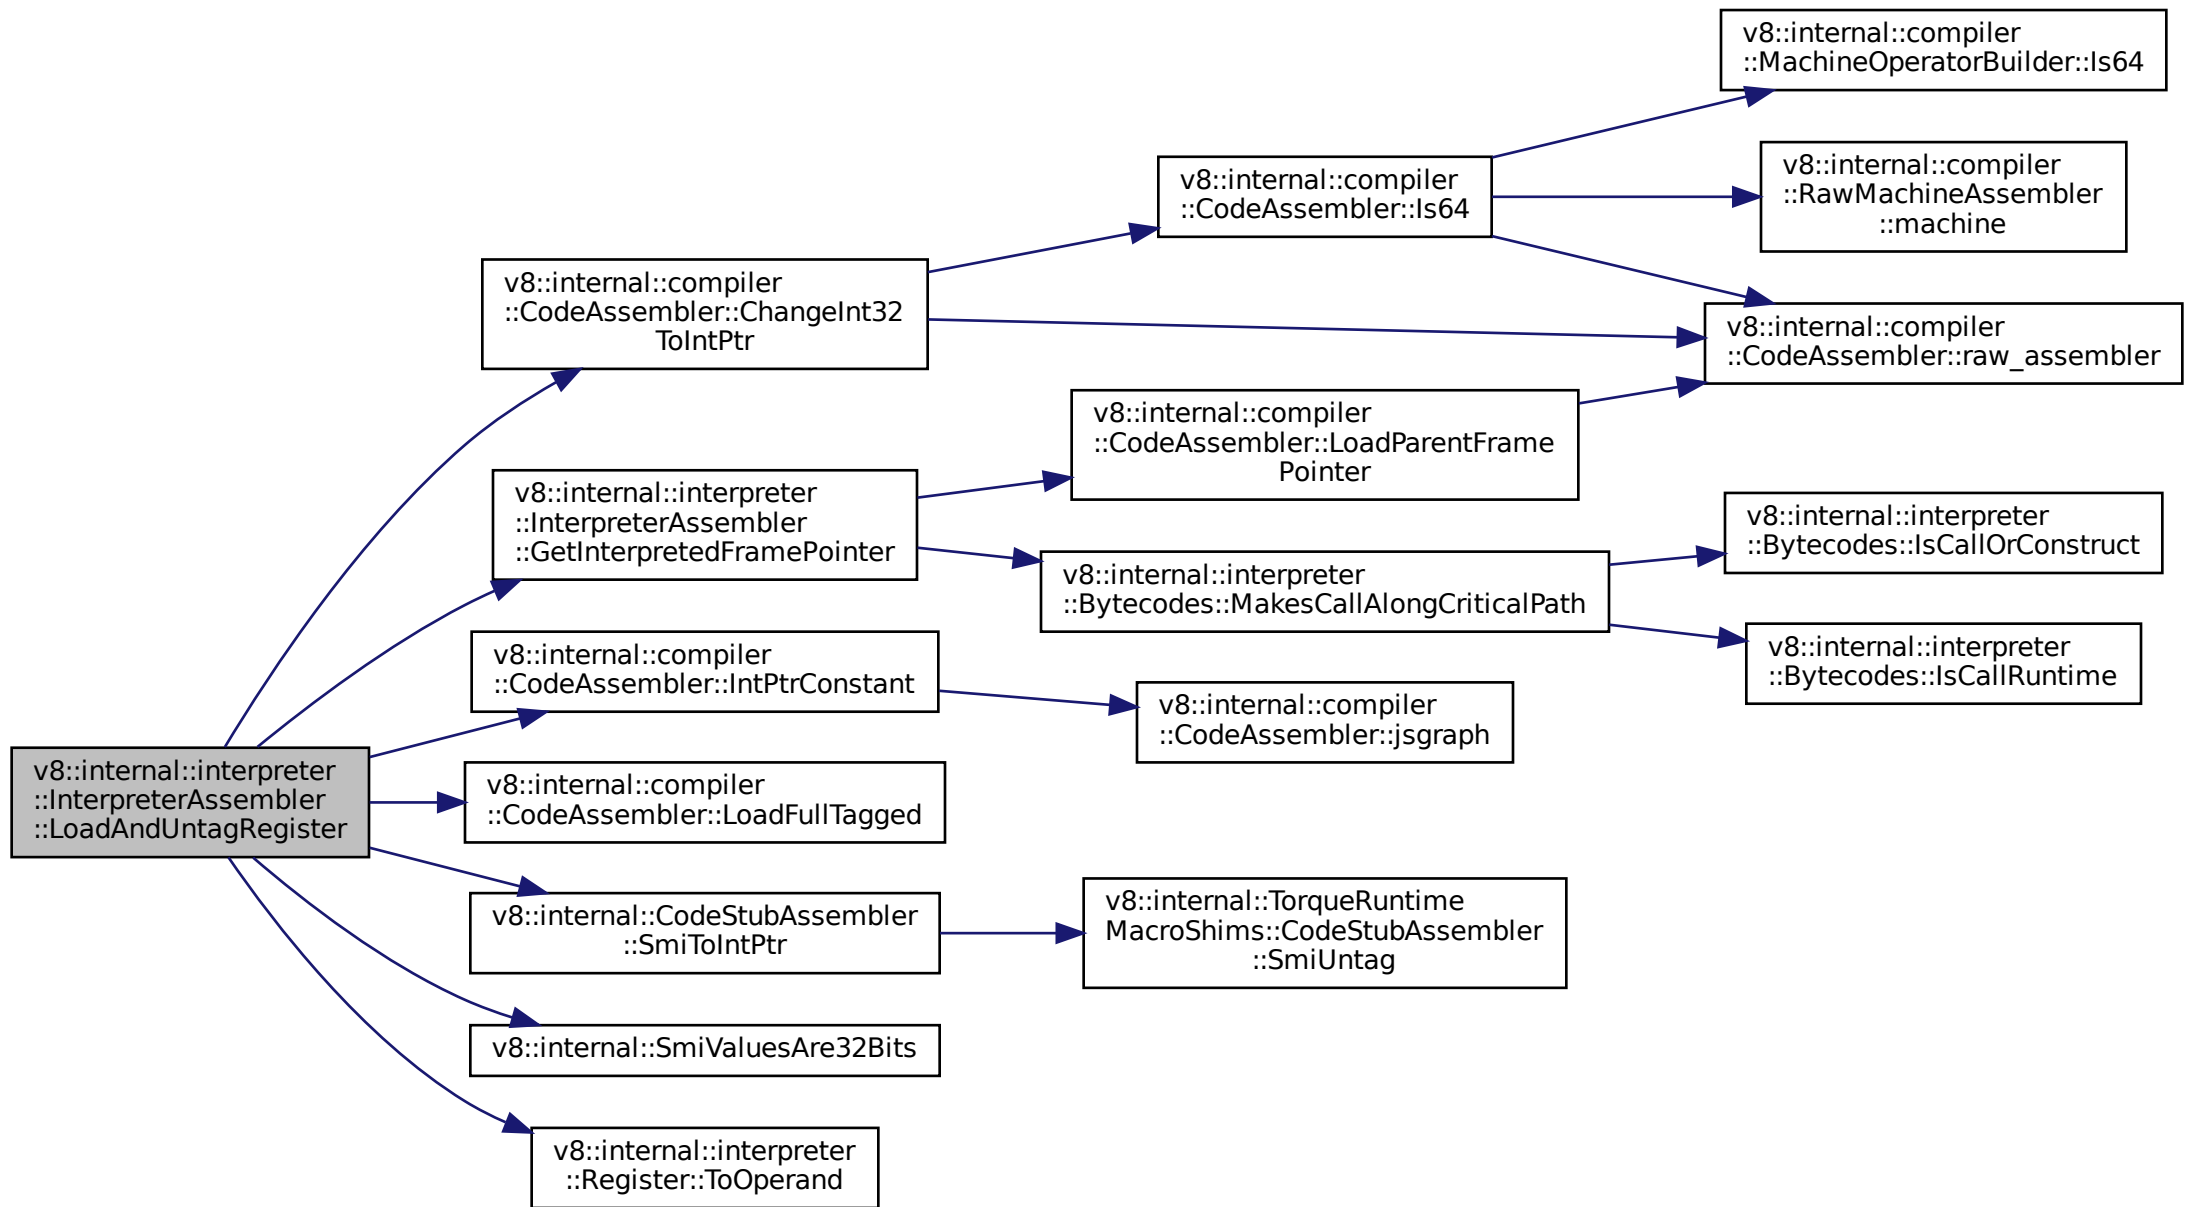 v8::internal::interpreter
::InterpreterAssembler
::LoadAndUntagRegister
v8::internal::compiler
::CodeAssembler::ChangeInt32
ToIntPtr
v8::internal::compiler
::CodeAssembler::Is64
v8::internal::compiler
::MachineOperatorBuilder::Is64
v8::internal::compiler
::RawMachineAssembler
::machine
v8::internal::compiler
::CodeAssembler::raw_assembler
v8::internal::interpreter
::InterpreterAssembler
::GetInterpretedFramePointer
v8::internal::compiler
::CodeAssembler::LoadParentFrame
Pointer
v8::internal::interpreter
::Bytecodes::MakesCallAlongCriticalPath
v8::internal::interpreter
::Bytecodes::IsCallOrConstruct
v8::internal::interpreter
::Bytecodes::IsCallRuntime
v8::internal::compiler
::CodeAssembler::IntPtrConstant
v8::internal::compiler
::CodeAssembler::jsgraph
v8::internal::compiler
::CodeAssembler::LoadFullTagged
v8::internal::CodeStubAssembler
::SmiToIntPtr
v8::internal::TorqueRuntime
MacroShims::CodeStubAssembler
::SmiUntag
v8::internal::SmiValuesAre32Bits
v8::internal::interpreter
::Register::ToOperand